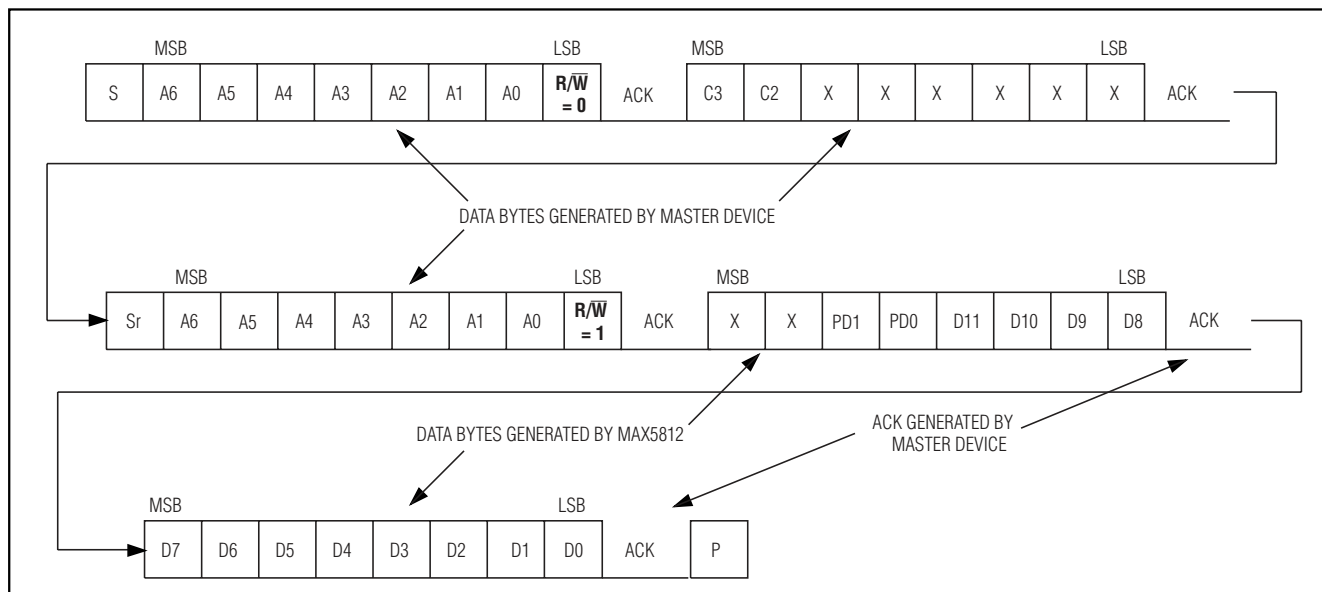 MSB LSB MSB LSB
S A6 A5 A4 A3 A2 A1 A0 R/W̅ = 0 ACK C3 C2 X X X X X X ACK
DATA BYTES GENERATED BY MASTER DEVICE
MSB LSB MSB LSB
Sr A6 A5 A4 A3 A2 A1 A0 R/W̅ = 1 ACK X X PD1 PD0 D11 D10 D9 D8 ACK
DATA BYTES GENERATED BY MAX5812
ACK GENERATED BY
MASTER DEVICE
MSB LSB
D7 D6 D5 D4 D3 D2 D1 D0 ACK P